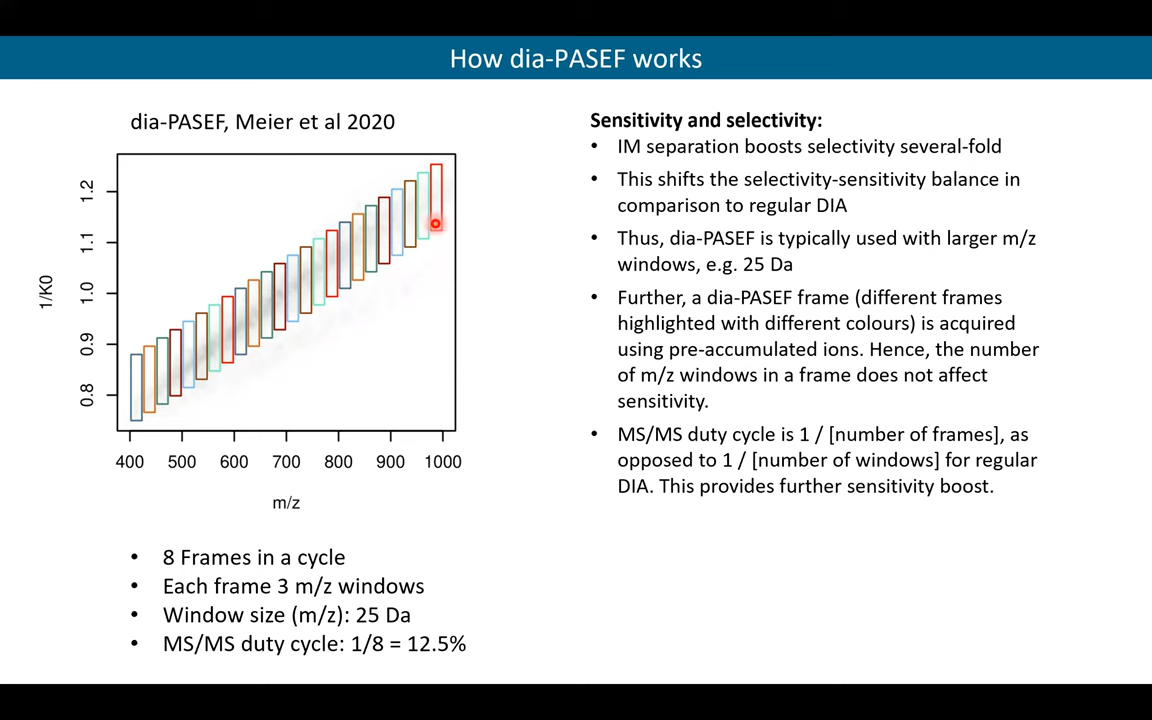 How dia-PASEF works
dia-PASEF, Meier et al 2020
1/K0
1.2
1.1
1.0
0.9
0.8
400 500 600 700 800 900 1000
m/z
• 8 Frames in a cycle
• Each frame 3 m/z windows
• Window size (m/z): 25 Da
• MS/MS duty cycle: 1/8 = 12.5%
Sensitivity and selectivity:
• IM separation boosts selectivity several-fold
• This shifts the selectivity-sensitivity balance in
comparison to regular DIA
• Thus, dia-PASEF is typically used with larger m/z
windows, e.g. 25 Da
• Further, a dia-PASEF frame (different frames
highlighted with different colours) is acquired
using pre-accumulated ions. Hence, the number
of m/z windows in a frame does not affect
sensitivity.
• MS/MS duty cycle is 1 / [number of frames], as
opposed to 1 / [number of windows] for regular
DIA. This provides further sensitivity boost.